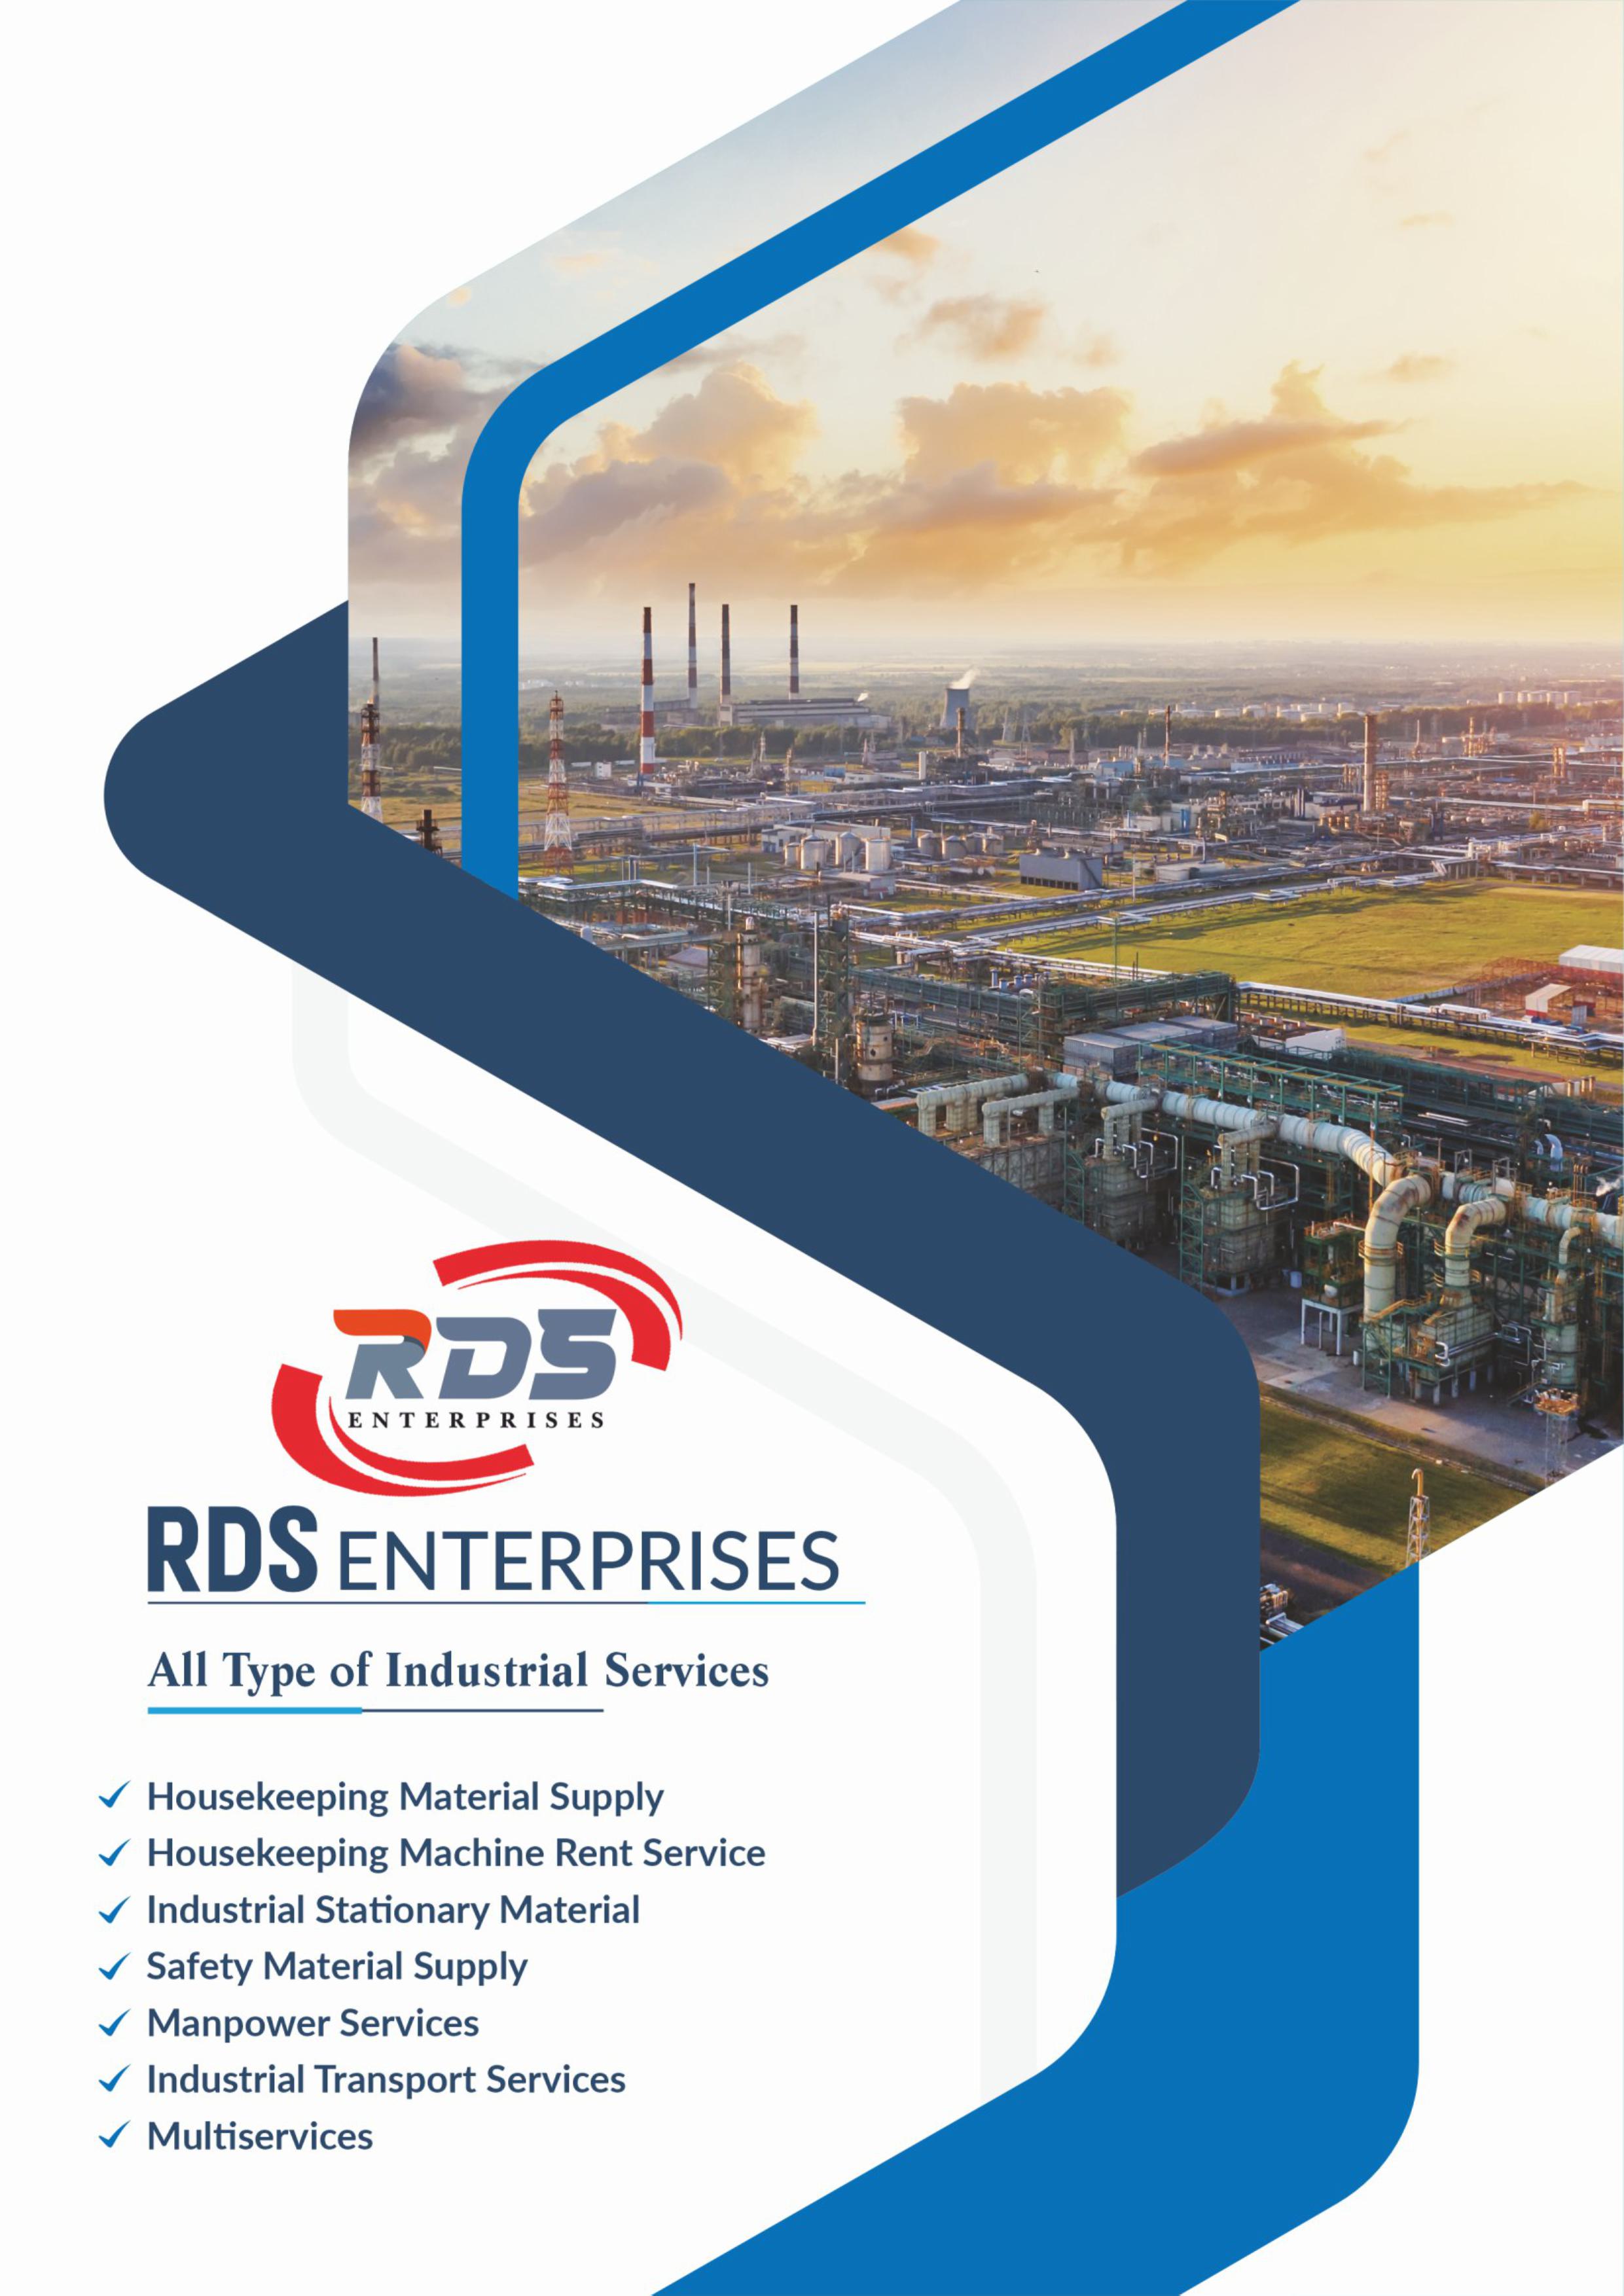 RDS
ENTERPRISES
RDS ENTERPRISES
All Type of Industrial Services
Housekeeping Material Supply
Housekeeping Machine Rent Service
Industrial Stationary Material
Safety Material Supply
Manpower Services
Industrial Transport Services
Multiservices